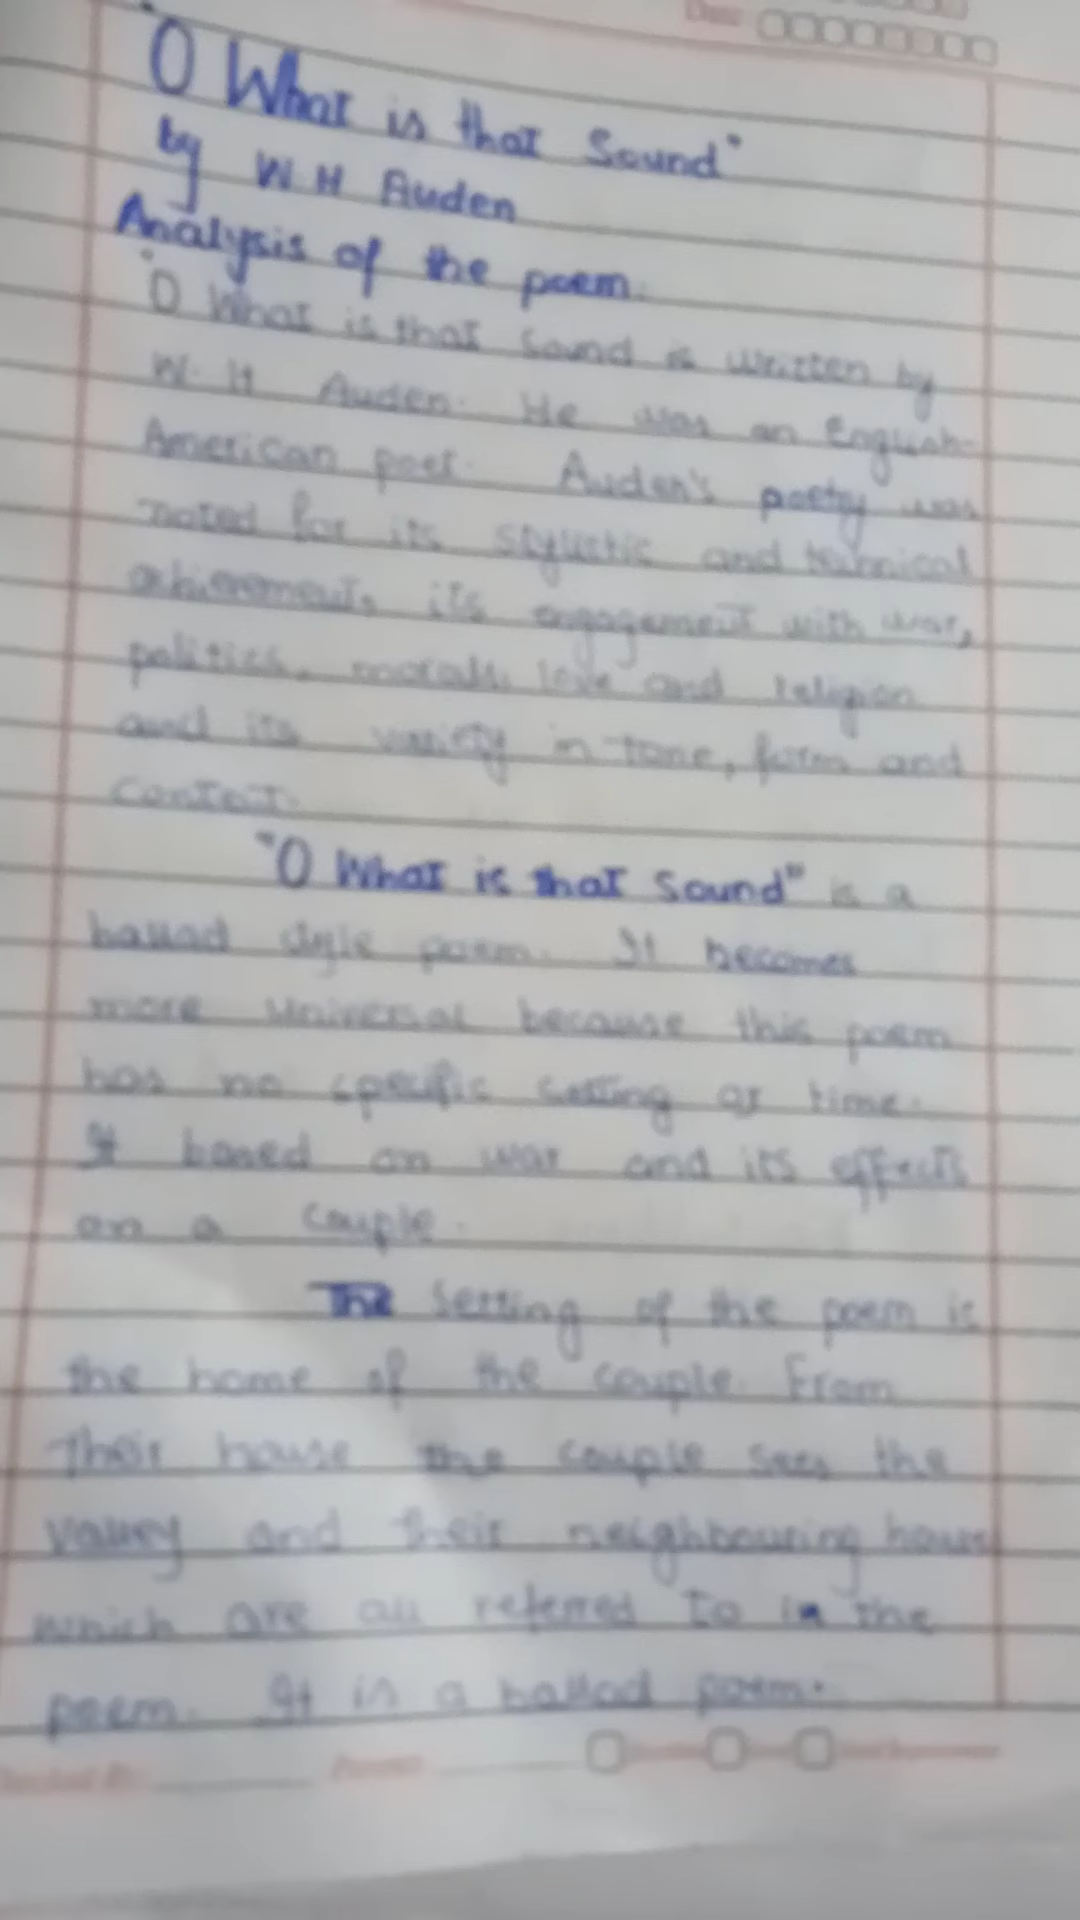 "O What is that Sound"
by W H Auden
Analysis of the poem.
"O What is that Sound is written by
W. H Auden. He was an English-
American poet. Auden's poetry was
noted for its stylistic and technical
achievements its engagement with war,
politics, morals, love and religion
and its variety in tone, form and
content.
"O What is that Sound" is a
ballad style poem. It becomes
more universal because this poem
has no specific setting or time.
It based on war and its effects
on a couple.
The setting of the poem is
the home of the couple. From
their house the couple sees the
valley and their neighbouring house
which are all referred to in the
poem. It is a ballad poem.
Date